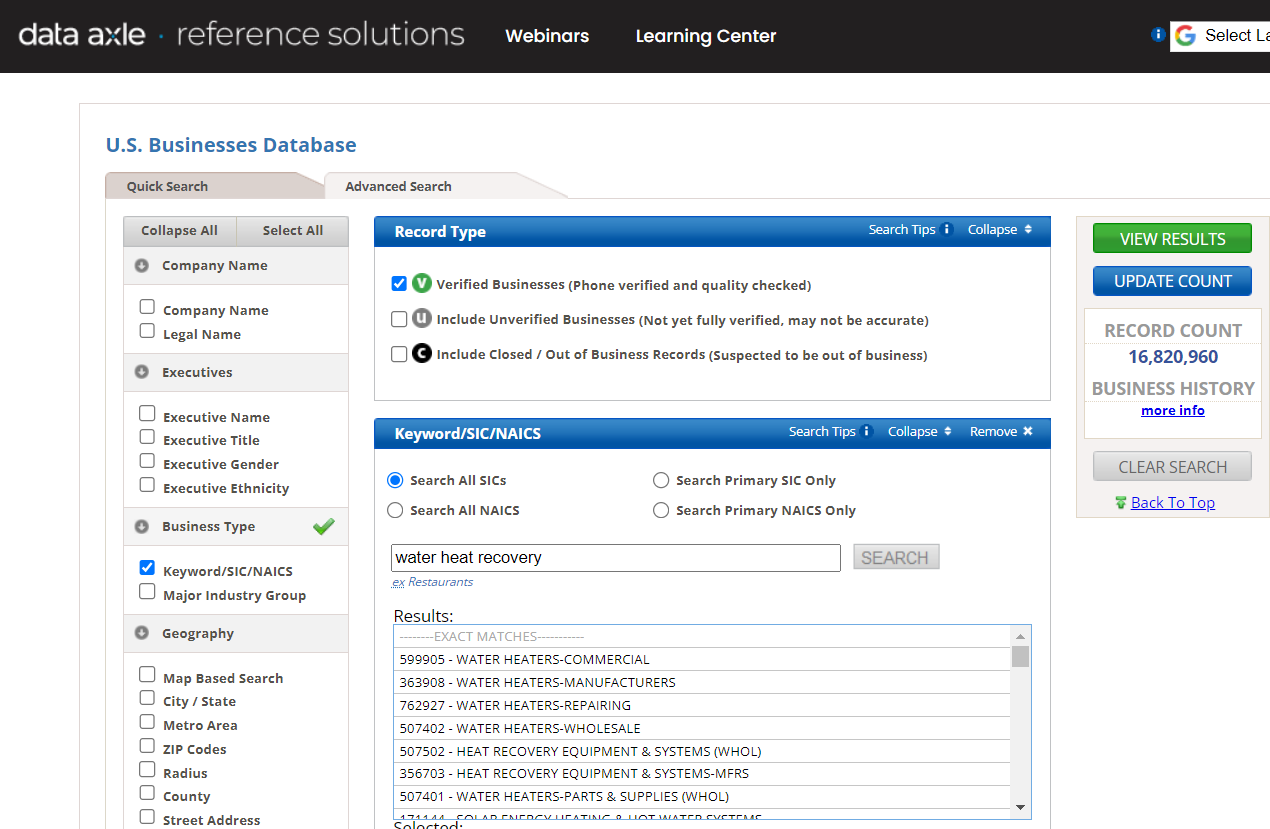 data axle · reference solutions
Webinars
Learning Center
Select La
U.S. Businesses Database
Quick Search
Advanced Search
Collapse All
Select All
Company Name
Company Name
Legal Name
Executives
Executive Name
Executive Title
Executive Gender
Executive Ethnicity
Business Type
Keyword/SIC/NAICS
Major Industry Group
Geography
Map Based Search
City / State
Metro Area
ZIP Codes
Radius
County
Street Address
Record Type
Search Tips
Collapse
Verified Businesses (Phone verified and quality checked)
Include Unverified Businesses (Not yet fully verified, may not be accurate)
Include Closed / Out of Business Records (Suspected to be out of business)
Keyword/SIC/NAICS
Search Tips
Collapse
Remove
Search All SICs
Search Primary SIC Only
Search All NAICS
Search Primary NAICS Only
water heat recovery
SEARCH
ex Restaurants
Results:
--------EXACT MATCHES-----------
599905 - WATER HEATERS-COMMERCIAL
363908 - WATER HEATERS-MANUFACTURERS
762927 - WATER HEATERS-REPAIRING
507402 - WATER HEATERS-WHOLESALE
507502 - HEAT RECOVERY EQUIPMENT & SYSTEMS (WHOL)
356703 - HEAT RECOVERY EQUIPMENT & SYSTEMS-MFRS
507401 - WATER HEATERS-PARTS & SUPPLIES (WHOL)
171144 - SOLAR ENERGY HEATING & HOT WATER SYSTEMS
Selected:
VIEW RESULTS
UPDATE COUNT
RECORD COUNT
16,820,960
BUSINESS HISTORY
more info
CLEAR SEARCH
Back To Top